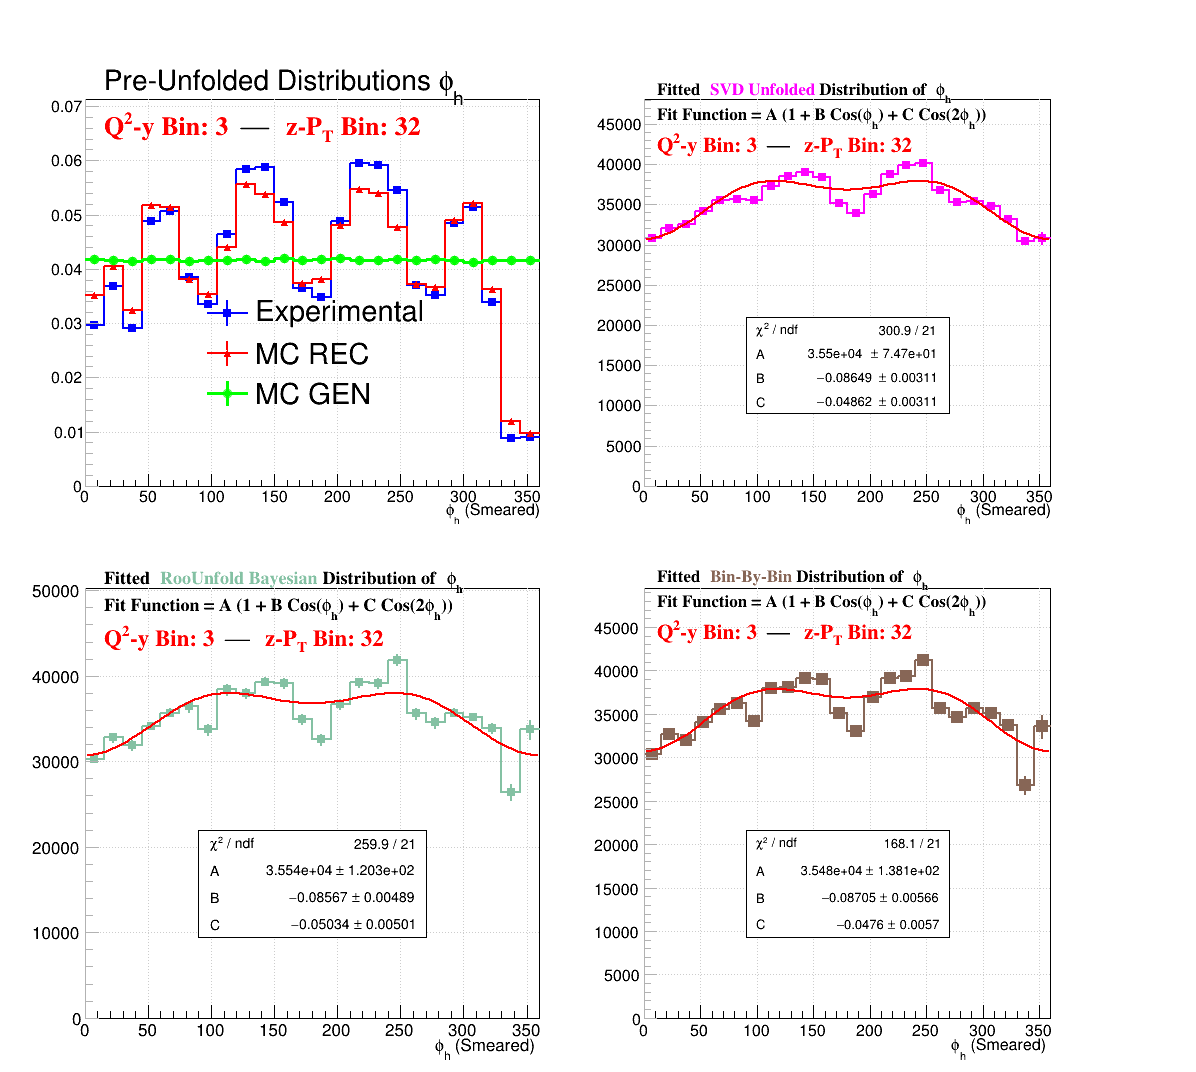 Pre-Unfolded Distributions ϕh
Q²-y Bin: 3 — z-PT Bin: 32
0.07
0.06
0.05
0.04
0.03
0.02
0.01
0
Experimental
MC REC
MC GEN
0 50 100 150 200 250 300 350
ϕh (Smeared)
Fitted SVD Unfolded Distribution of ϕh
Fit Function = A (1 + B Cos(ϕh) + C Cos(2ϕh))
Q²-y Bin: 3 — z-PT Bin: 32
45000
40000
35000
30000
25000
20000
15000
10000
5000
0
χ² / ndf 300.9 / 21
A 3.55e+04 ± 7.47e+01
B −0.08649 ± 0.00311
C −0.04862 ± 0.00311
0 50 100 150 200 250 300 350
ϕh (Smeared)
Fitted RooUnfold Bayesian Distribution of ϕh
Fit Function = A (1 + B Cos(ϕh) + C Cos(2ϕh))
Q²-y Bin: 3 — z-PT Bin: 32
50000
40000
30000
20000
10000
0
χ² / ndf 259.9 / 21
A 3.554e+04 ± 1.203e+02
B −0.08567 ± 0.00489
C −0.05034 ± 0.00501
0 50 100 150 200 250 300 350
ϕh (Smeared)
Fitted Bin-By-Bin Distribution of ϕh
Fit Function = A (1 + B Cos(ϕh) + C Cos(2ϕh))
Q²-y Bin: 3 — z-PT Bin: 32
45000
40000
35000
30000
25000
20000
15000
10000
5000
0
χ² / ndf 168.1 / 21
A 3.548e+04 ± 1.381e+02
B −0.08705 ± 0.00566
C −0.0476 ± 0.0057
0 50 100 150 200 250 300 350
ϕh (Smeared)